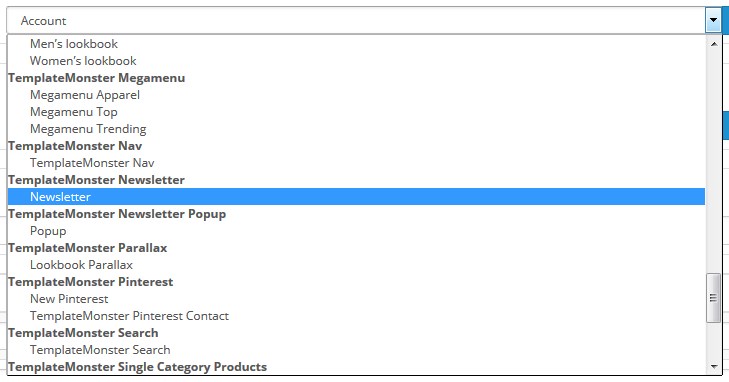 Account
Men's lookbook
Women's lookbook
TemplateMonster Megamenu
Megamenu Apparel
Megamenu Top
Megamenu Trending
TemplateMonster Nav
TemplateMonster Nav
TemplateMonster Newsletter
Newsletter
TemplateMonster Newsletter Popup
Popup
TemplateMonster Parallax
Lookbook Parallax
TemplateMonster Pinterest
New Pinterest
TemplateMonster Pinterest Contact
TemplateMonster Search
TemplateMonster Search
TemplateMonster Single Category Products